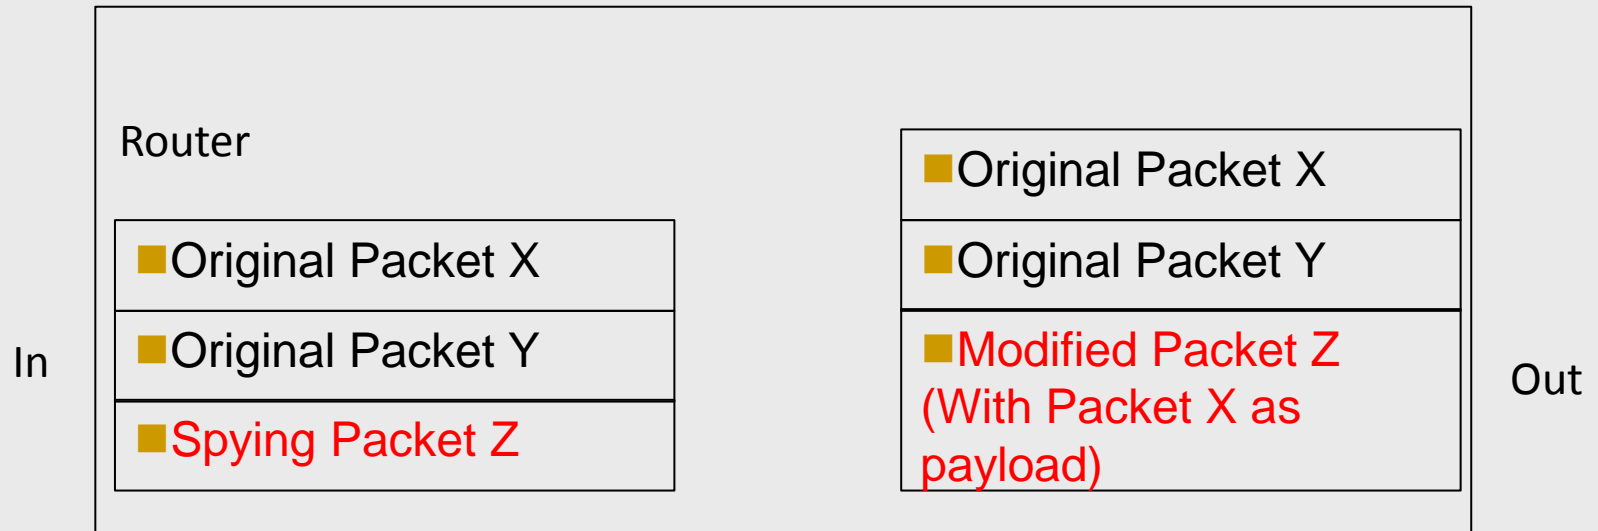 Router
Original Packet X
Original Packet Y
Spying Packet Z
In
Original Packet X
Original Packet Y
Modified Packet Z
(With Packet X as
payload)
Out